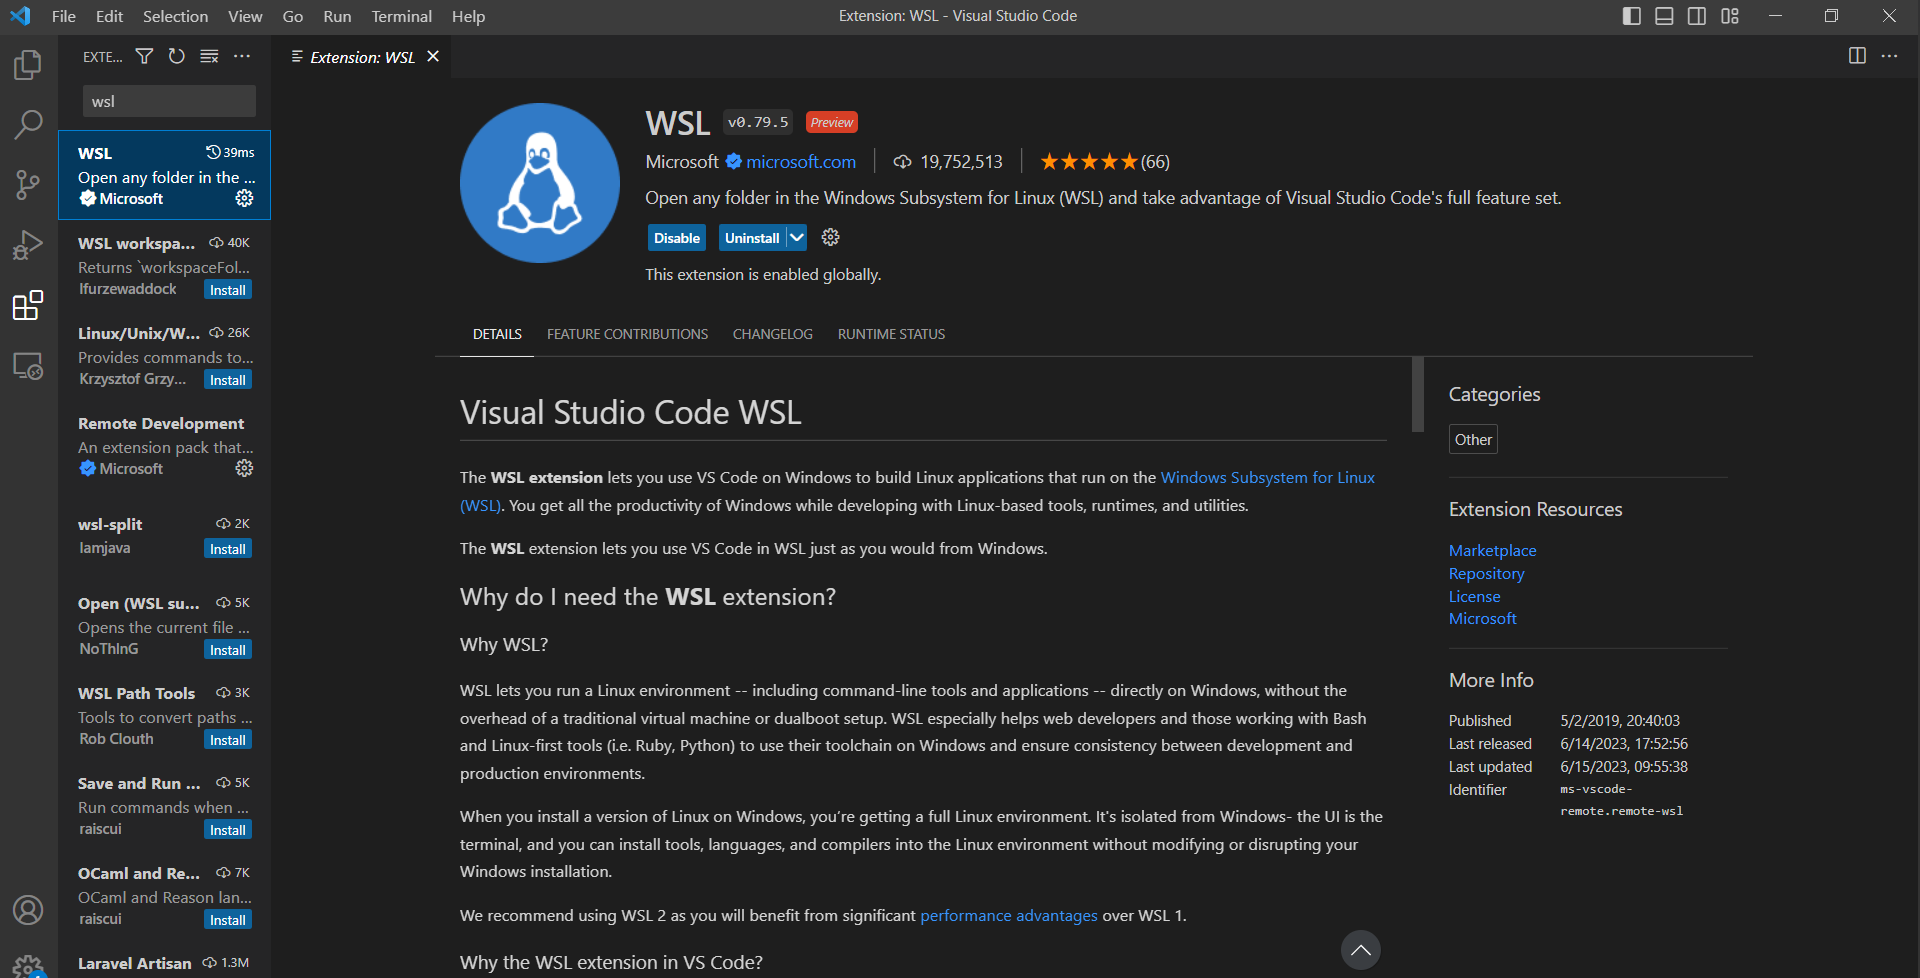 File Edit Selection View Go Run Terminal Help
Extension: WSL - Visual Studio Code
EXTE...
wsl
WSL 39ms
Open any folder in the ...
Microsoft
WSL workspa... 40K
Returns `workspaceFol...
lfurzewaddock Install
Linux/Unix/W... 26K
Provides commands to...
Krzysztof Grzy... Install
Remote Development
An extension pack that...
Microsoft
wsl-split 2K
Iamjava Install
Open (WSL su... 5K
Opens the current file ...
NoThInG Install
WSL Path Tools 3K
Tools to convert paths ...
Rob Clouth Install
Save and Run ... 5K
Run commands when ...
raiscui Install
OCaml and Re... 7K
OCaml and Reason lan...
raiscui Install
Laravel Artisan 1.3M
Extension: WSL
WSL v0.79.5 Preview
Microsoft microsoft.com 19,752,513 (66)
Open any folder in the Windows Subsystem for Linux (WSL) and take advantage of Visual Studio Code's full feature set.
Disable Uninstall
This extension is enabled globally.
DETAILS FEATURE CONTRIBUTIONS CHANGELOG RUNTIME STATUS
Visual Studio Code WSL
The WSL extension lets you use VS Code on Windows to build Linux applications that run on the Windows Subsystem for Linux
(WSL). You get all the productivity of Windows while developing with Linux-based tools, runtimes, and utilities.
The WSL extension lets you use VS Code in WSL just as you would from Windows.
Why do I need the WSL extension?
Why WSL?
WSL lets you run a Linux environment -- including command-line tools and applications -- directly on Windows, without the
overhead of a traditional virtual machine or dualboot setup. WSL especially helps web developers and those working with Bash
and Linux-first tools (i.e. Ruby, Python) to use their toolchain on Windows and ensure consistency between development and
production environments.
When you install a version of Linux on Windows, you're getting a full Linux environment. It's isolated from Windows- the UI is the
terminal, and you can install tools, languages, and compilers into the Linux environment without modifying or disrupting your
Windows installation.
We recommend using WSL 2 as you will benefit from significant performance advantages over WSL 1.
Why the WSL extension in VS Code?
Categories
Other
Extension Resources
Marketplace
Repository
License
Microsoft
More Info
Published 5/2/2019, 20:40:03
Last released 6/14/2023, 17:52:56
Last updated 6/15/2023, 09:55:38
Identifier ms-vscode-
remote.remote-wsl